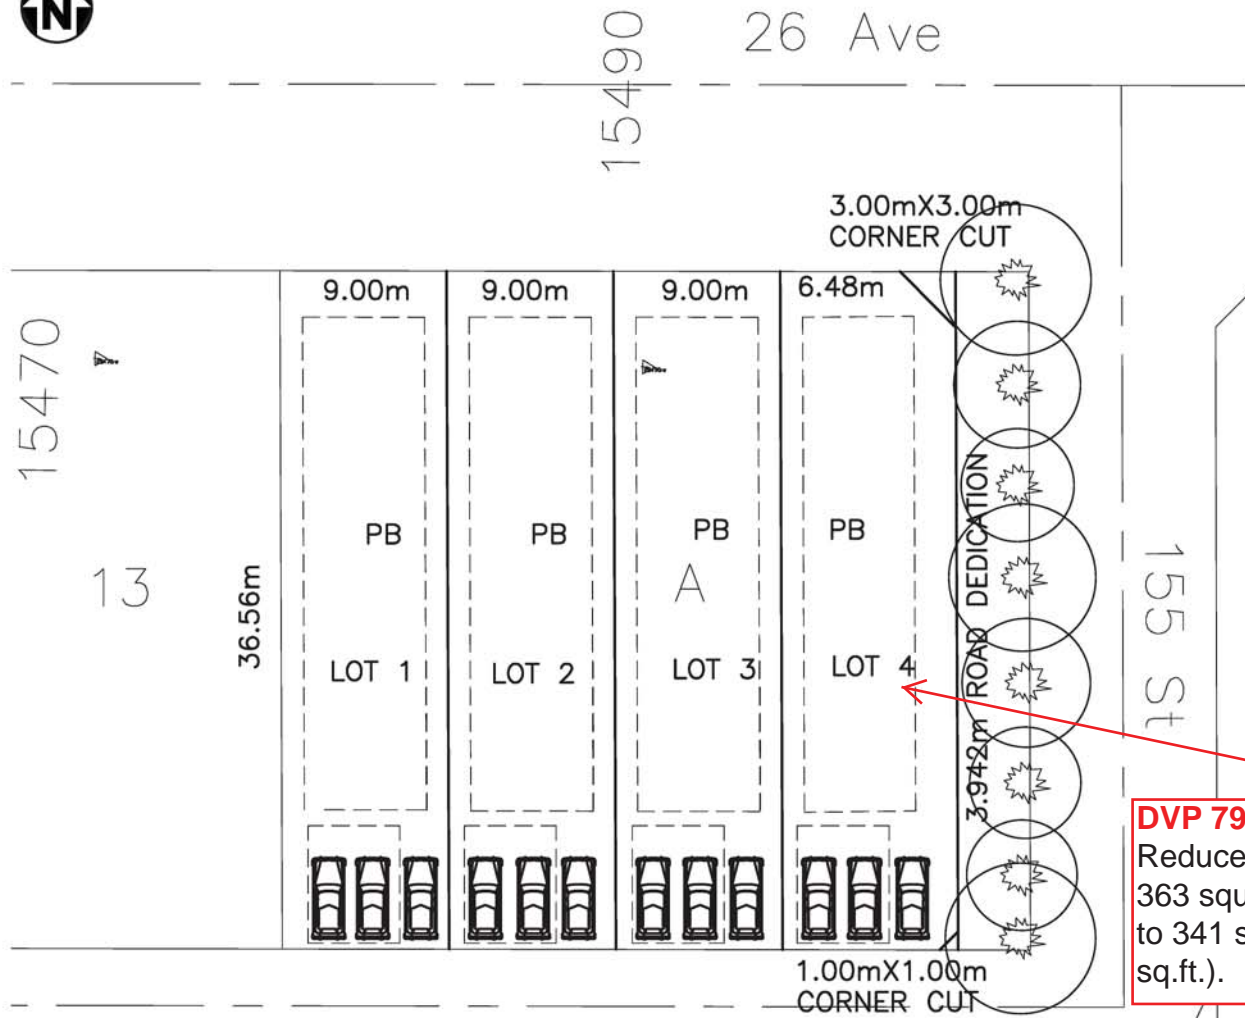 N
26 Ave
15490
3.00mX3.00m
CORNER CUT
9.00m
9.00m
9.00m
6.48m
15470
PB
PB
PB
PB
13
A
36.56m
LOT 1
LOT 2
LOT 3
LOT 4
3.942m ROAD DEDICATION
155 St
DVP 79
Reduce
363 squ
to 341 s
sq.ft.).
1.00mX1.00m
CORNER CUT